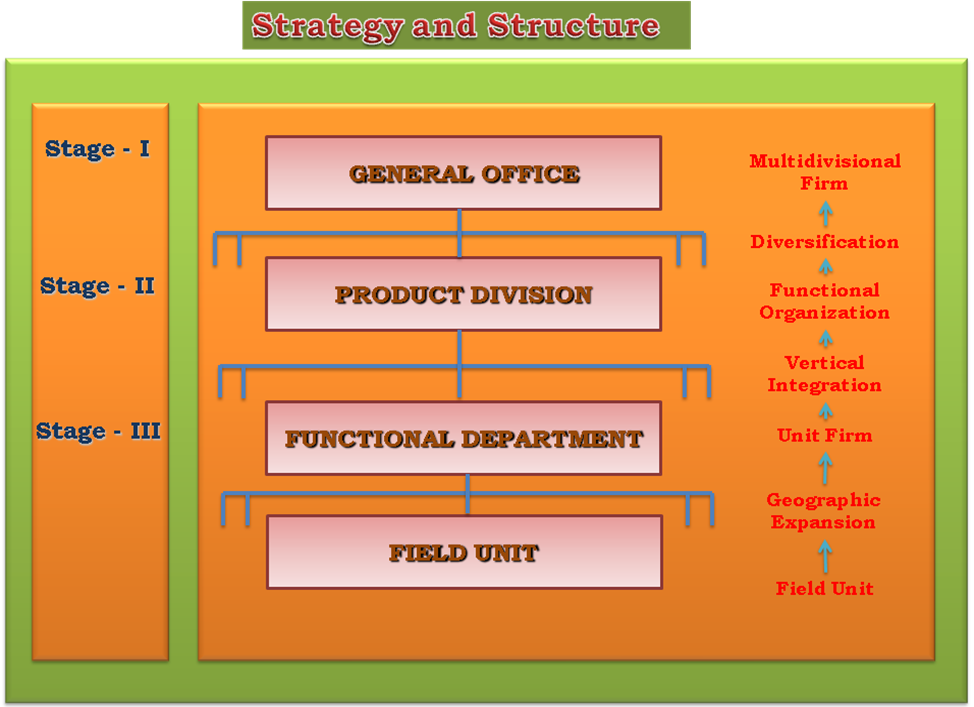 Strategy and Structure
Stage - I
Stage - II
Stage - III
GENERAL OFFICE
PRODUCT DIVISION
FUNCTIONAL DEPARTMENT
FIELD UNIT
Multidivisional
Firm
Diversification
Functional
Organization
Vertical
Integration
Unit Firm
Geographic
Expansion
Field Unit